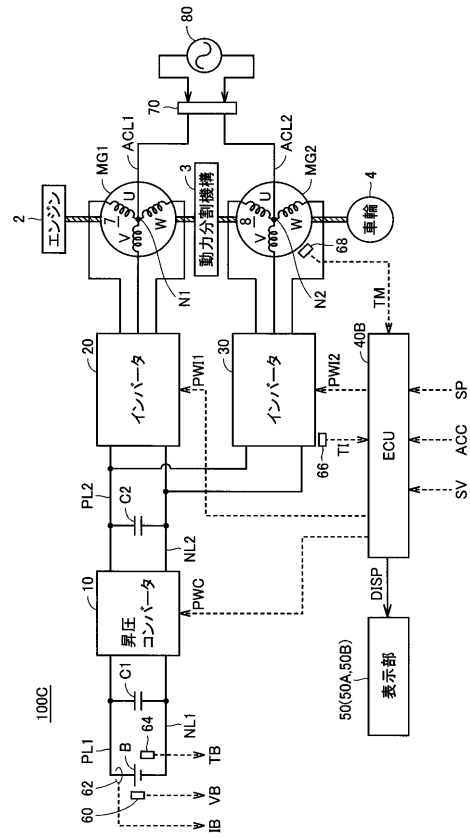 100C
80
70
2
エンジン
MG1
ACL1
7
U
V
W
N1
3
動力分割機構
ACL2
MG2
8
U
V
W
N2
68
4
車輪
TM
20
インバータ
PWI1
30
インバータ
PWI2
66
TI
40B
ECU
SP
ACC
SV
DISP
50(50A,50B)
表示部
PL2
C2
NL2
10
昇圧
コンバータ
PWC
PL1
C1
NL1
62
B
64
60
TB
VB
IB